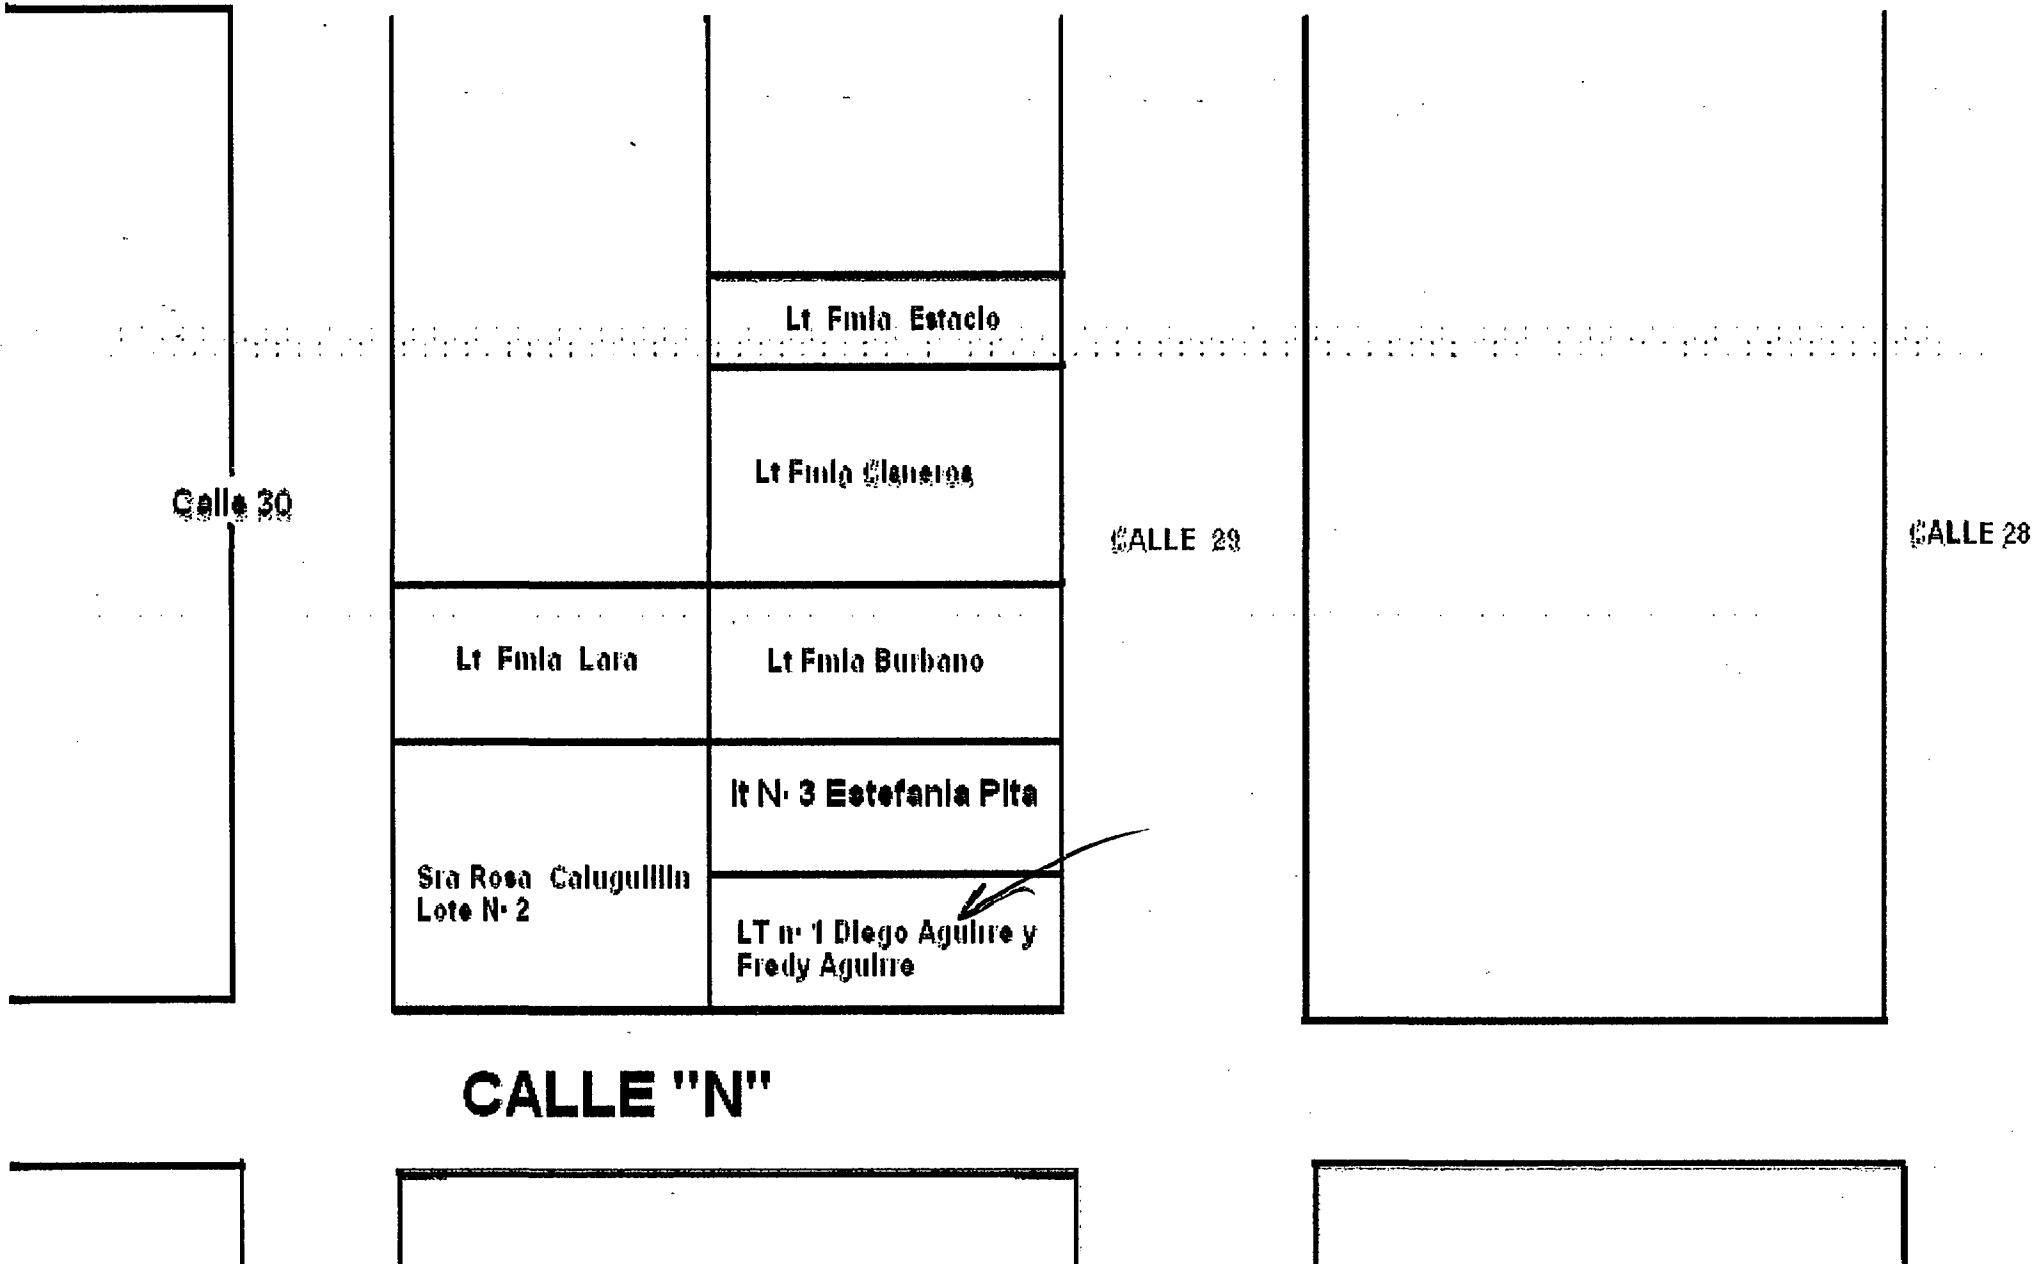 Lt Fmla Estacio
Lt Fmla Cisneros
Calle 30
CALLE 29
CALLE 28
Lt Fmla Lara
Lt Fmla Burbano
lt N· 3 Estefania Pita
Sra Rosa Caluguillin
Lote N· 2
LT n· 1 Diego Aguirre y
Fredy Aguirre
CALLE "N"